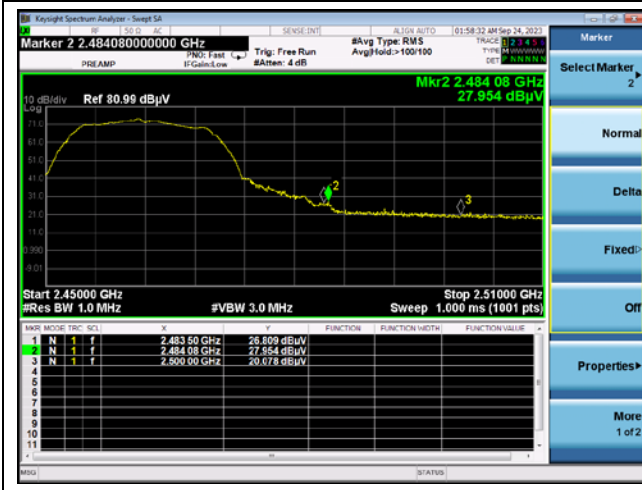 Keysight Spectrum Analyzer - Swept SA
RF 50 Ω AC SENSE:INT ALIGN AUTO 01:58:32 AM Sep 24, 2023
Marker 2 2.484080000000 GHz
#Avg Type: RMS
TRACE 1 2 3 4 5 6
PNO: Fast Trig: Free Run Avg|Hold:>100/100 TYPE M WWWWW
PREAMP IFGain:Low #Atten: 4 dB DET P N N N N N
Mkr2 2.484 08 GHz
27.954 dBµV
10 dB/div Ref 80.99 dBµV
Log
71.0
61.0
51.0
41.0
31.0
21.0
11.0
0.990
-9.01
2
3
Start 2.45000 GHz Stop 2.51000 GHz
#Res BW 1.0 MHz #VBW 3.0 MHz Sweep 1.000 ms (1001 pts)
MKR MODE TRC SCL X Y FUNCTION FUNCTION WIDTH FUNCTION VALUE
1 N 1 f 2.483 50 GHz 26.809 dBµV
2 N 1 f 2.484 08 GHz 27.954 dBµV
3 N 1 f 2.500 00 GHz 20.078 dBµV
4
5
6
7
8
9
10
11
MSG STATUS
Marker
Select Marker
2
Normal
Delta
Fixed
Off
Properties
More
1 of 2